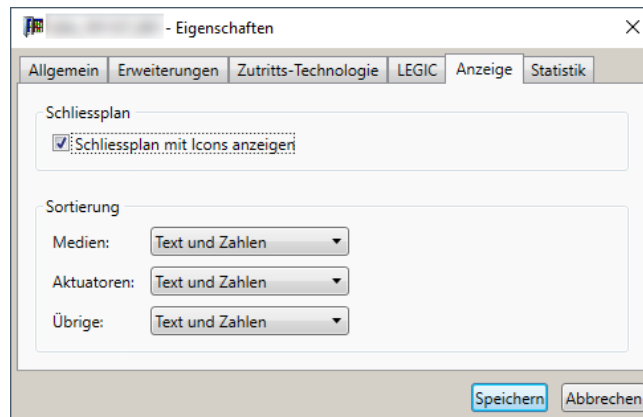 - Eigenschaften
Allgemein Erweiterungen Zutritts-Technologie LEGIC Anzeige Statistik
Schliessplan
Schliessplan mit Icons anzeigen
Sortierung
Medien: Text und Zahlen
Aktuatoren: Text und Zahlen
Übrige: Text und Zahlen
Speichern Abbrechen